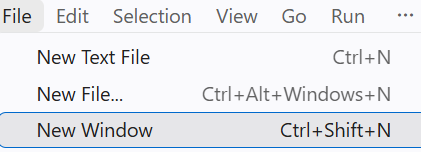 File Edit Selection View Go Run ···
New Text File Ctrl+N
New File... Ctrl+Alt+Windows+N
New Window Ctrl+Shift+N